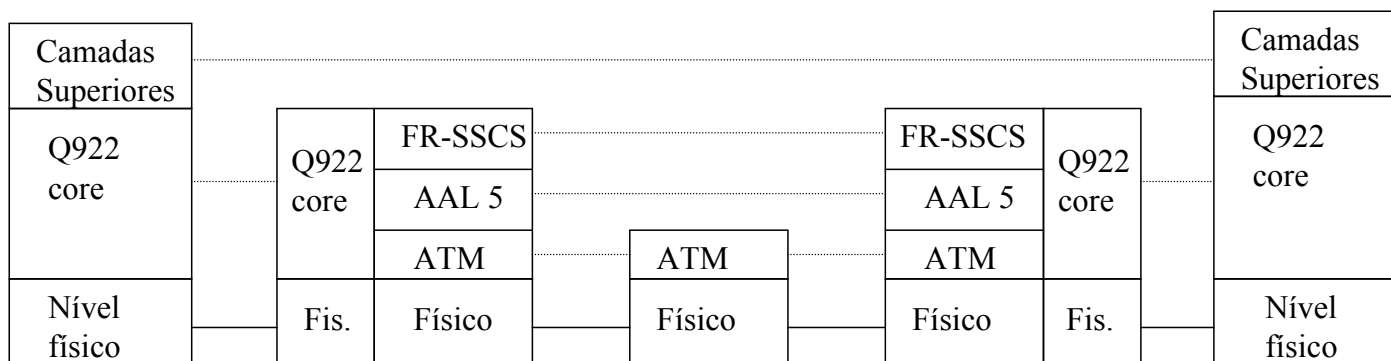 Camadas
Superiores
Q922
core
Nível
físico
Q922
core
Fis.
FR-SSCS
AAL 5
ATM
Físico
ATM
Físico
FR-SSCS
AAL 5
ATM
Físico
Q922
core
Fis.
Camadas
Superiores
Q922
core
Nível
físico